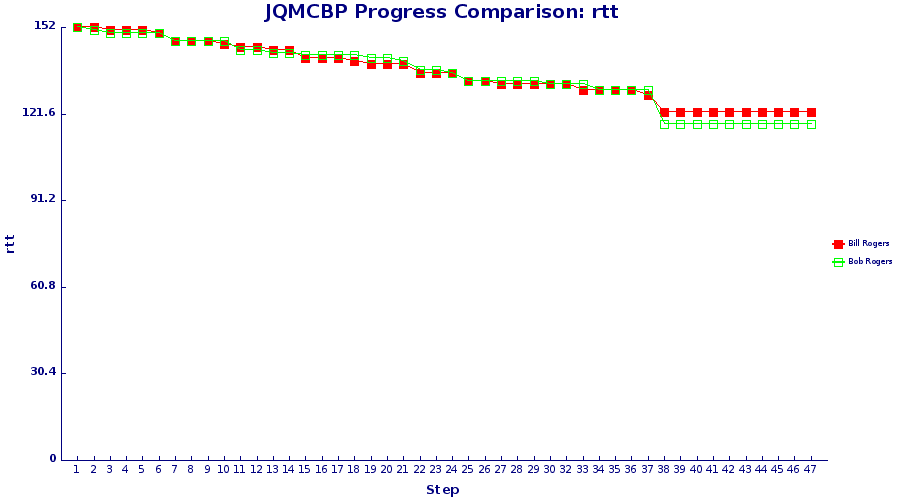 JQMCBP Progress Comparison: rtt
152
121.6
91.2
60.8
30.4
0
rtt
1 2 3 4 5 6 7 8 9 10 11 12 13 14 15 16 17 18 19 20 21 22 23 24 25 26 27 28 29 30 32 33 34 35 36 37 38 39 40 41 42 43 44 45 46 47
Step
Bill Rogers
Bob Rogers